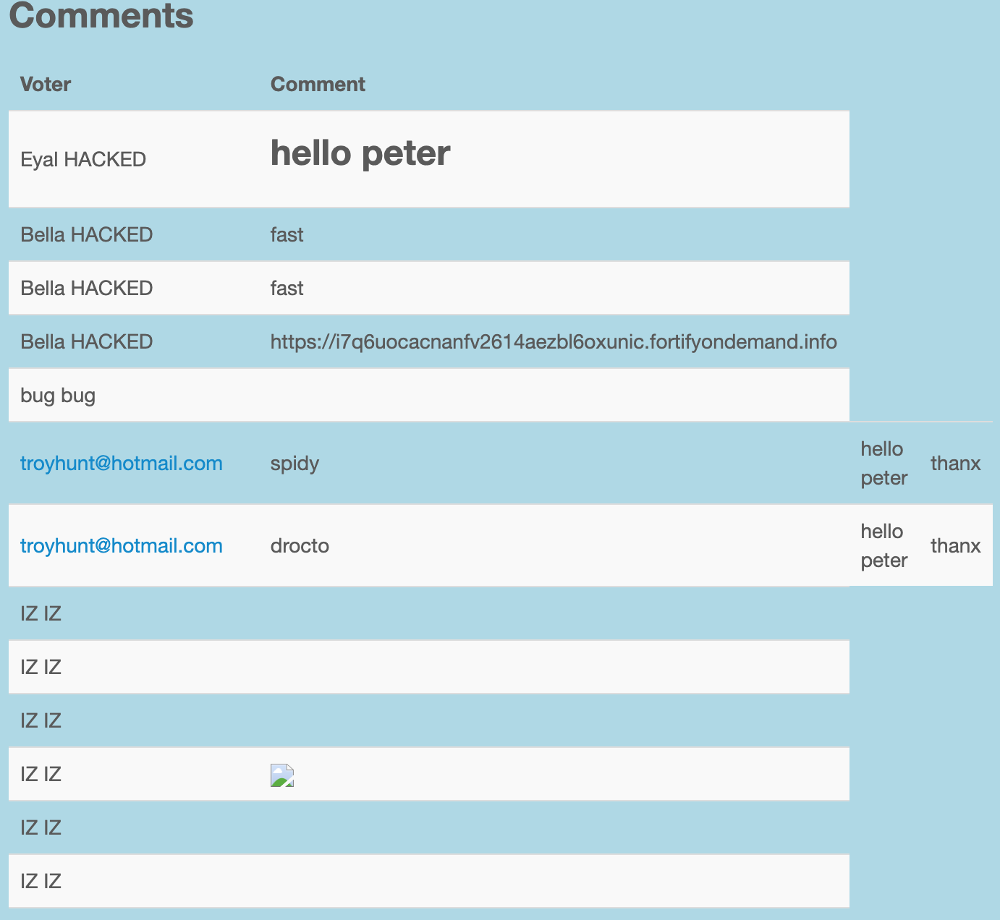 Comments
Voter Comment
Eyal HACKED hello peter
Bella HACKED fast
Bella HACKED fast
Bella HACKED https://i7q6uocacnanfv2614aezbl6oxunic.fortifyondemand.info
bug bug
troyhunt@hotmail.com spidy hello peter thanx
troyhunt@hotmail.com drocto hello peter thanx
IZ IZ
IZ IZ
IZ IZ
IZ IZ
IZ IZ
IZ IZ